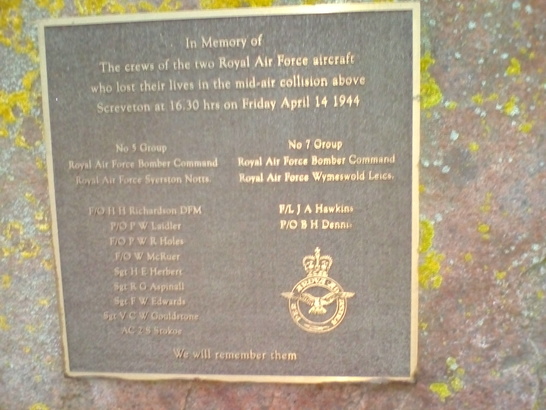 In Memory of
The crews of the two Royal Air Force aircraft
who lost their lives in the mid-air collision above
Screveton at 16.30 hrs on Friday April 14 1944
No 5 Group
Royal Air Force Bomber Command
Royal Air Force Syerston Notts.
F/O H H Richardson DFM
P/O P W Laidler
F/O P W R Holes
F/O W McRuer
Sgt H E Herbert
Sgt R G Aspinall
Sgt F W Edwards
Sgt V C W Gouldstone
AC 2 S Stokoe
No 7 Group
Royal Air Force Bomber Command
Royal Air Force Wymeswold Leics.
F/L J A Hawkins
F/O B H Dennis
We will remember them